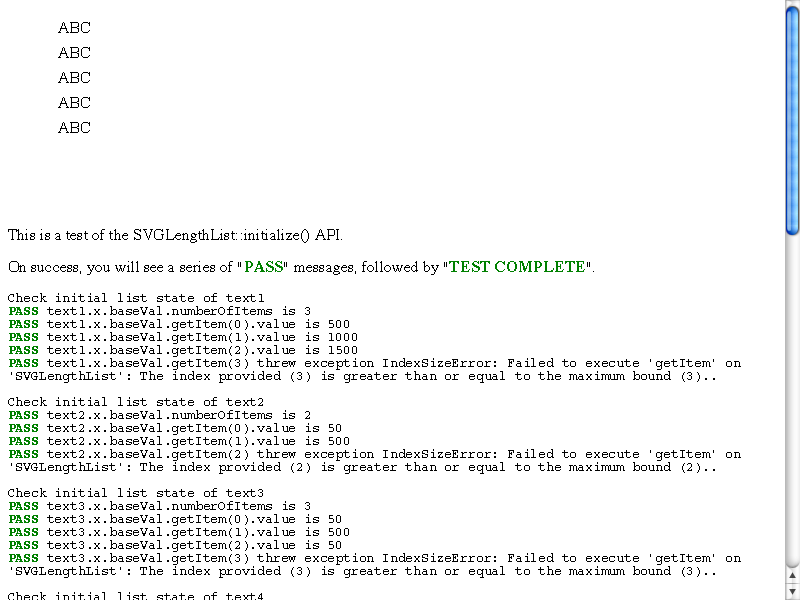 ABC
ABC
ABC
ABC
ABC
This is a test of the SVGLengthList::initialize() API.
On success, you will see a series of "PASS" messages, followed by "TEST COMPLETE".
Check initial list state of text1
PASS text1.x.baseVal.numberOfItems is 3
PASS text1.x.baseVal.getItem(0).value is 500
PASS text1.x.baseVal.getItem(1).value is 1000
PASS text1.x.baseVal.getItem(2).value is 1500
PASS text1.x.baseVal.getItem(3) threw exception IndexSizeError: Failed to execute 'getItem' on
'SVGLengthList': The index provided (3) is greater than or equal to the maximum bound (3)..
Check initial list state of text2
PASS text2.x.baseVal.numberOfItems is 2
PASS text2.x.baseVal.getItem(0).value is 50
PASS text2.x.baseVal.getItem(1).value is 500
PASS text2.x.baseVal.getItem(2) threw exception IndexSizeError: Failed to execute 'getItem' on
'SVGLengthList': The index provided (2) is greater than or equal to the maximum bound (2)..
Check initial list state of text3
PASS text3.x.baseVal.numberOfItems is 3
PASS text3.x.baseVal.getItem(0).value is 50
PASS text3.x.baseVal.getItem(1).value is 500
PASS text3.x.baseVal.getItem(2).value is 50
PASS text3.x.baseVal.getItem(3) threw exception IndexSizeError: Failed to execute 'getItem' on
'SVGLengthList': The index provided (3) is greater than or equal to the maximum bound (3)..
Check initial list state of text4